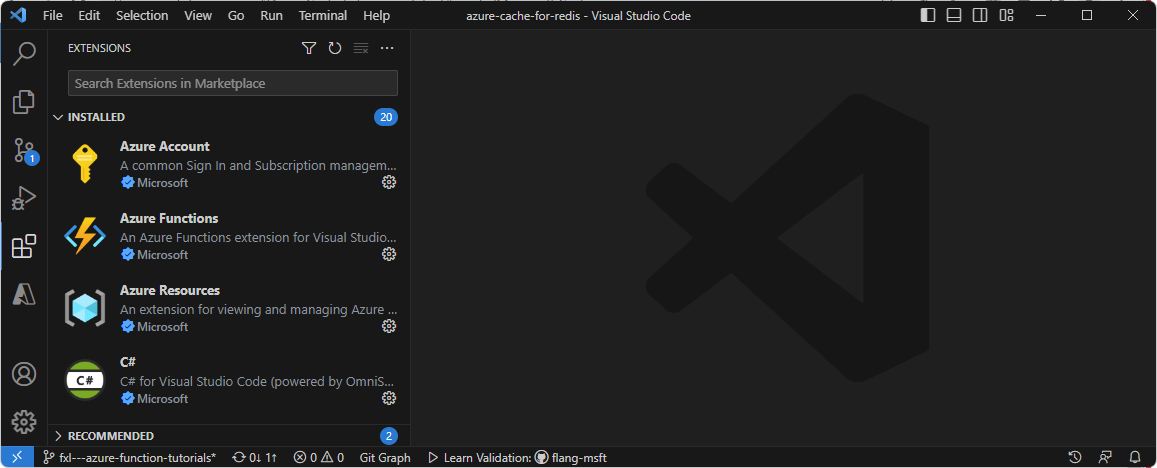 File Edit Selection View Go Run Terminal Help azure-cache-for-redis - Visual Studio Code
EXTENSIONS
Search Extensions in Marketplace
INSTALLED 20
Azure Account
A common Sign In and Subscription managem...
Microsoft
1
Azure Functions
An Azure Functions extension for Visual Studio...
Microsoft
Azure Resources
An extension for viewing and managing Azure ...
Microsoft
C#
C#
C# for Visual Studio Code (powered by OmniS...
Microsoft
RECOMMENDED 2
fxl---azure-function-tutorials* 0↓ 1↑ 0 0 Git Graph Learn Validation: flang-msft